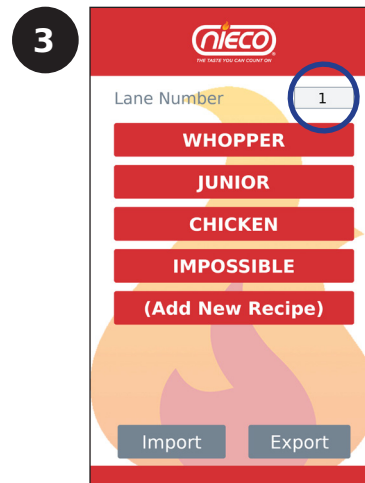 3
nieco
THE TASTE YOU CAN COUNT ON
Lane Number 1
WHOPPER
JUNIOR
CHICKEN
IMPOSSIBLE
(Add New Recipe)
Import Export